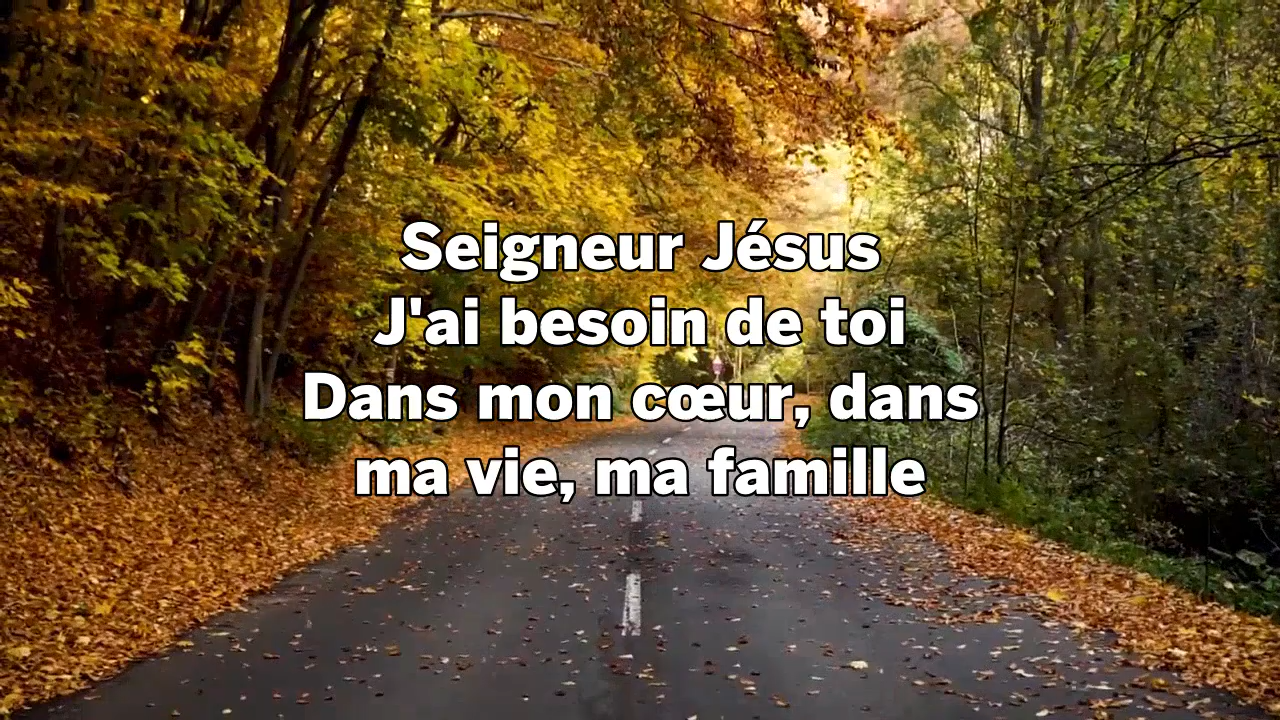 Seigneur Jésus
J'ai besoin de toi
Dans mon cœur, dans
ma vie, ma famille